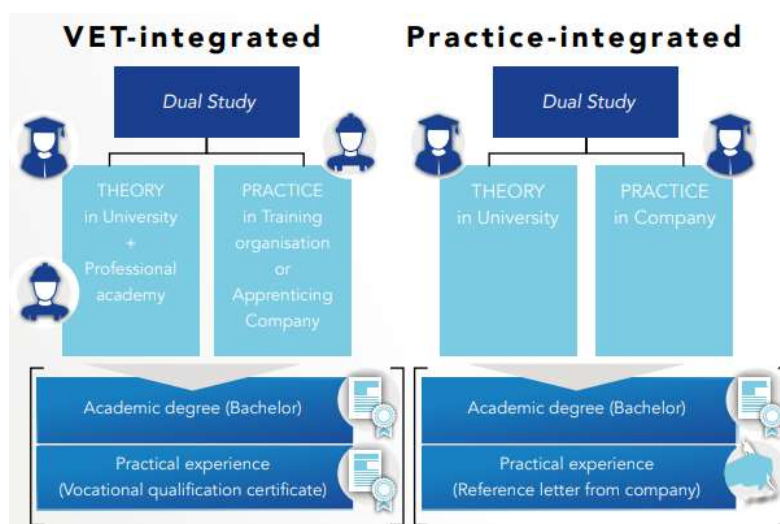 VET-integrated
Dual Study
THEORY
in University
+
Professional
academy
PRACTICE
in Training
organisation
or
Apprenticing
Company
Academic degree (Bachelor)
Practical experience
(Vocational qualification certificate)
Practice-integrated
Dual Study
THEORY
in University
PRACTICE
in Company
Academic degree (Bachelor)
Practical experience
(Reference letter from company)